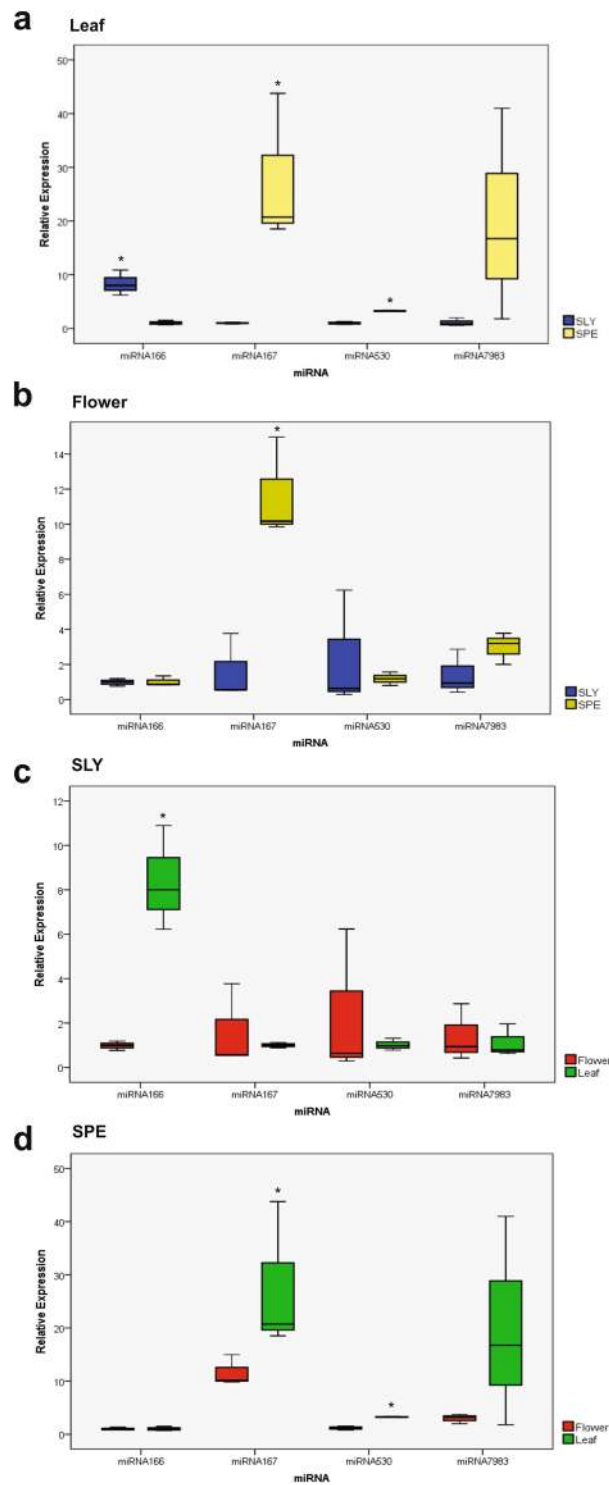 a Leaf
50
*
40
Relative Expression
30
20
*
10
*
0
SLY
SPE
miRNA166 miRNA167 miRNA530 miRNA7983
miRNA
b Flower
*
14
12
10
Relative Expression
8
6
4
2
0
SLY
SPE
miRNA166 miRNA167 miRNA530 miRNA7983
miRNA
c SLY
12
*
10
8
Relative Expression
6
4
2
0
Flower
Leaf
miRNA166 miRNA167 miRNA530 miRNA7983
miRNA
d SPE
50
*
40
Relative Expression
30
20
10
*
0
Flower
Leaf
miRNA166 miRNA167 miRNA530 miRNA7983
miRNA